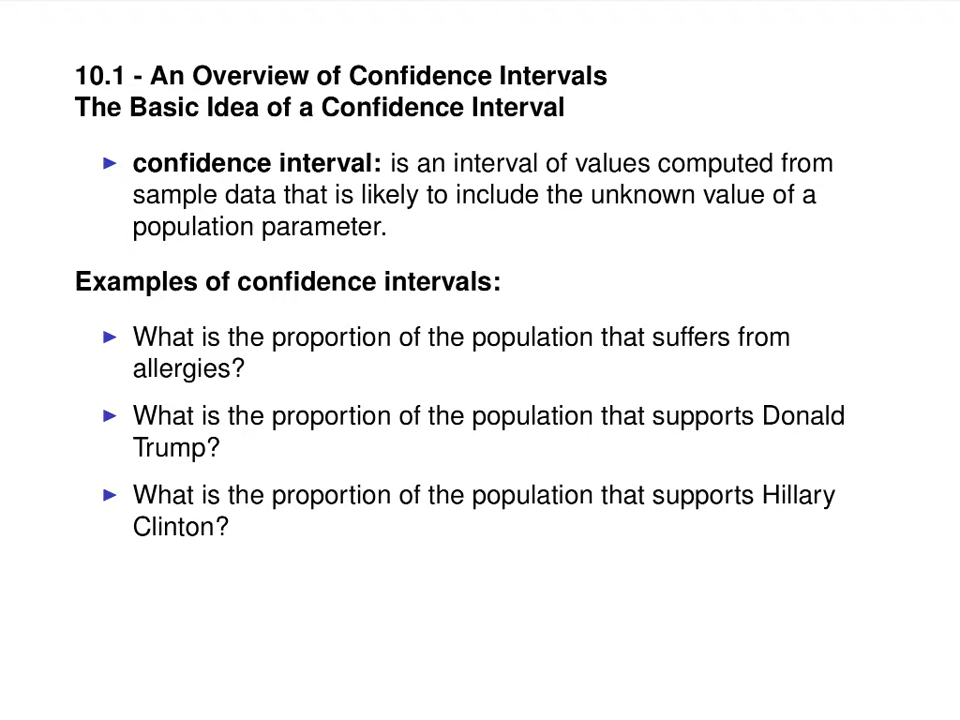 10.1 - An Overview of Confidence Intervals
The Basic Idea of a Confidence Interval
▶ confidence interval: is an interval of values computed from
sample data that is likely to include the unknown value of a
population parameter.
Examples of confidence intervals:
▶ What is the proportion of the population that suffers from
allergies?
▶ What is the proportion of the population that supports Donald
Trump?
▶ What is the proportion of the population that supports Hillary
Clinton?